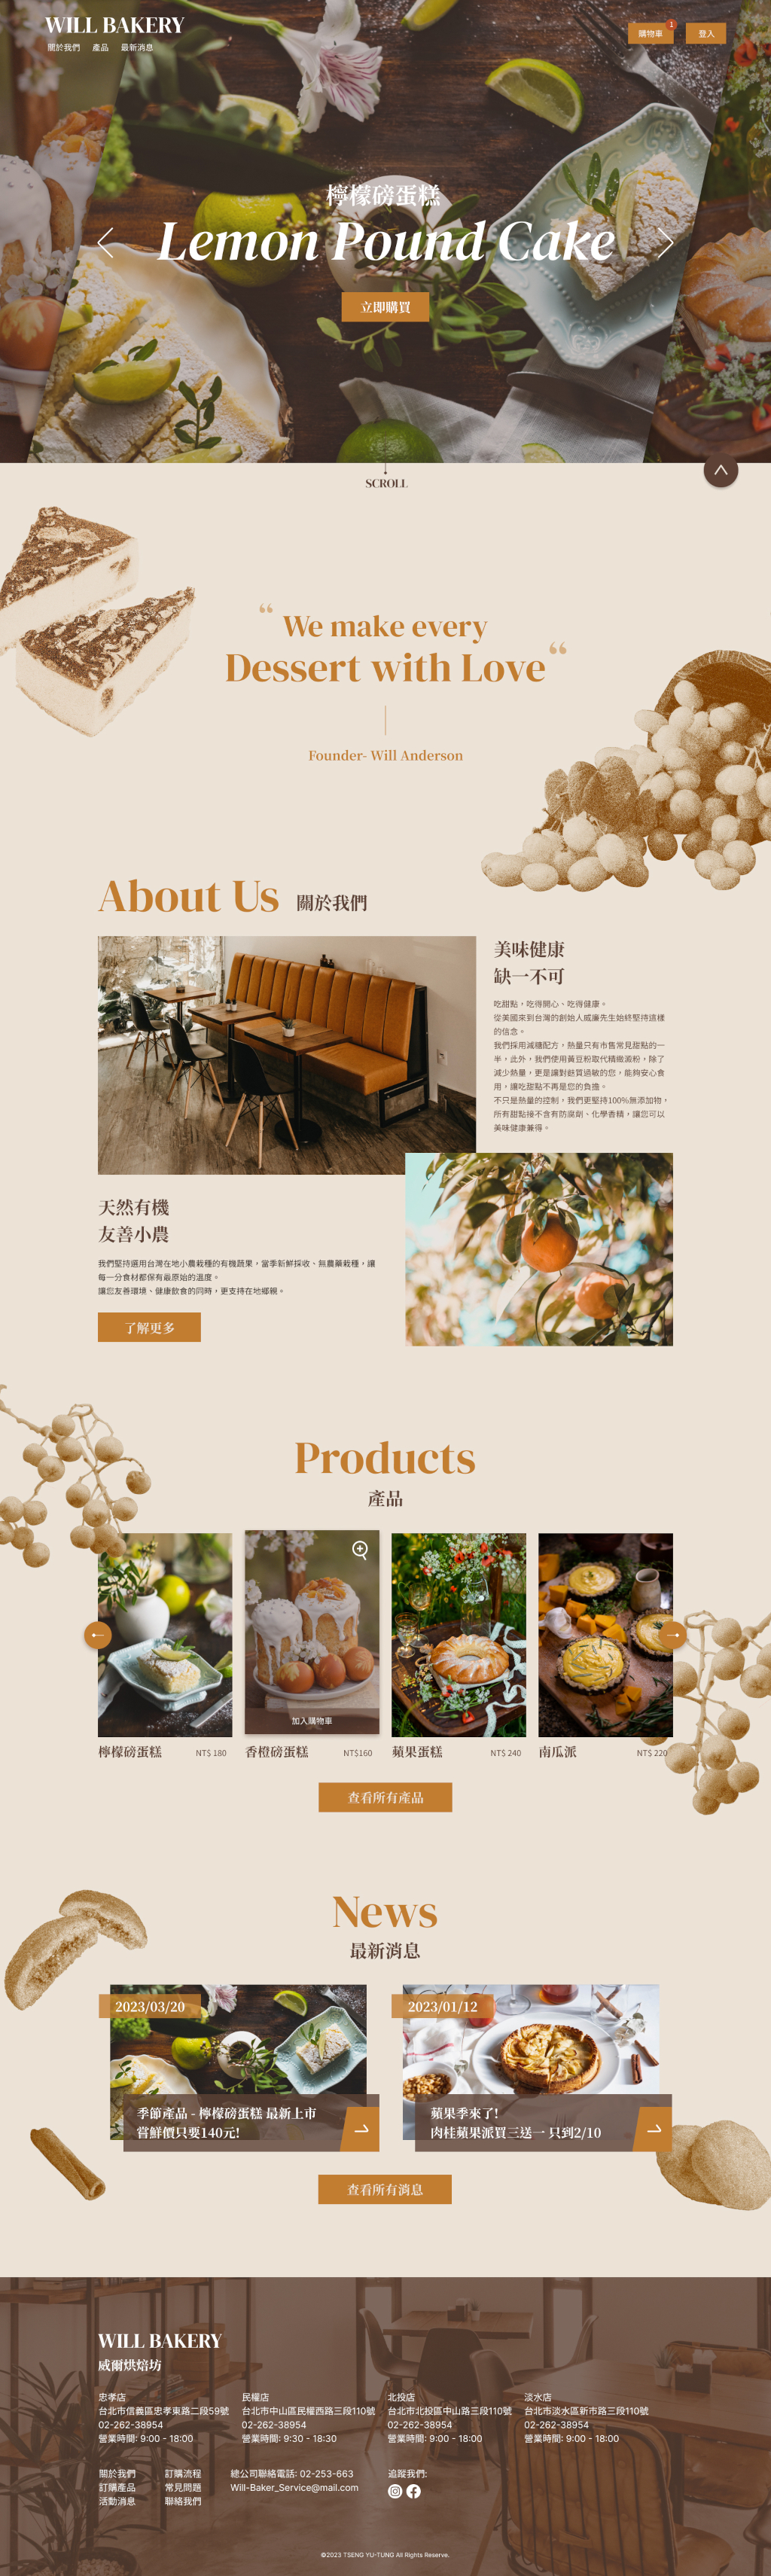 WILL BAKERY
關於我們 產品 最新消息
購物車 1
登入
檸檬磅蛋糕
Lemon Pound Cake
立即購買
SCROLL
“ We make every
Dessert with Love “
Founder- Will Anderson
About Us 關於我們
美味健康
缺一不可
吃甜點,吃得開心、吃得健康。
從美國來到台灣的創始人威廉先生始終堅持這樣
的信念。
我們採用減糖配方,熱量只有市售常見甜點的一
半,此外,我們使用黃豆粉取代精緻澱粉,除了
減少熱量,更是讓對麩質過敏的您,能夠安心食
用,讓吃甜點不再是您的負擔。
不只是熱量的控制,我們更堅持100%無添加物,
所有甜點接不含有防腐劑、化學香精,讓您可以
美味健康兼得。
天然有機
友善小農
我們堅持選用台灣在地小農栽種的有機蔬果,當季新鮮採收、無農藥栽種,讓
每一分食材都保有最原始的溫度。
讓您友善環境、健康飲食的同時,更支持在地鄉親。
了解更多
Products
產品
加入購物車
檸檬磅蛋糕 NT$ 180
香橙磅蛋糕 NT$160
蘋果蛋糕 NT$ 240
南瓜派 NT$ 220
查看所有產品
News
最新消息
2023/03/20
季節產品 - 檸檬磅蛋糕 最新上市
嘗鮮價只要140元!
2023/01/12
蘋果季來了!
肉桂蘋果派買三送一 只到2/10
查看所有消息
WILL BAKERY
威爾烘焙坊
忠孝店
台北市信義區忠孝東路二段59號
02-262-38954
營業時間: 9:00 - 18:00
民權店
台北市中山區民權西路三段110號
02-262-38954
營業時間: 9:30 - 18:30
北投店
台北市北投區中山路三段110號
02-262-38954
營業時間: 9:00 - 18:00
淡水店
台北市淡水區新市路三段110號
02-262-38954
營業時間: 9:00 - 18:00
關於我們
訂購產品
活動消息
訂購流程
常見問題
聯絡我們
總公司聯絡電話: 02-253-663
Will-Baker_Service@mail.com
追蹤我們:
©2023 TSENG YU-TUNG All Rights Reserve.